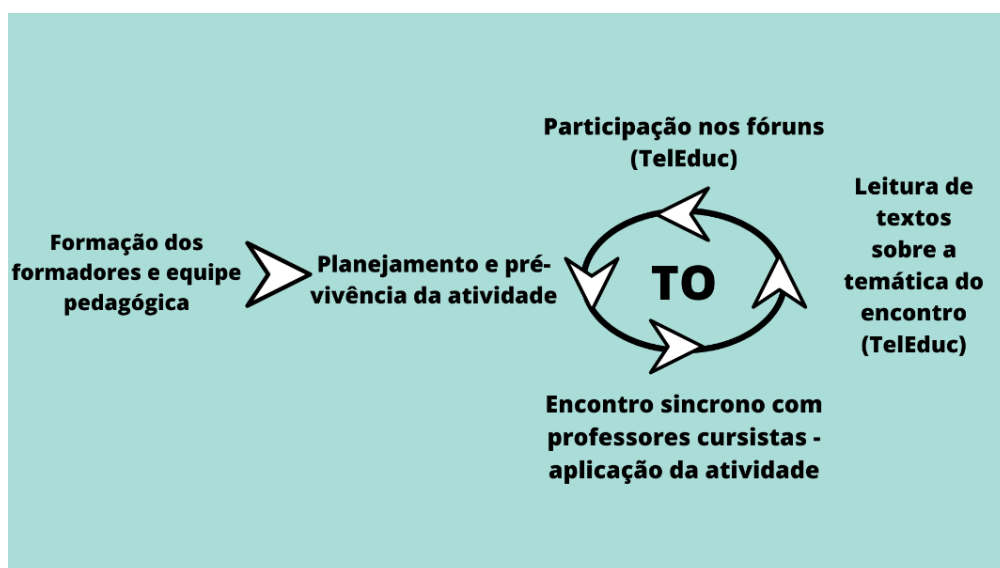 Formação dos
formadores e equipe
pedagógica
Planejamento e pré-
vivência da atividade
Participação nos fóruns
(TelEduc)
TO
Encontro sincrono com
professores cursistas -
aplicação da atividade
Leitura de
textos
sobre a
temática do
encontro
(TelEduc)